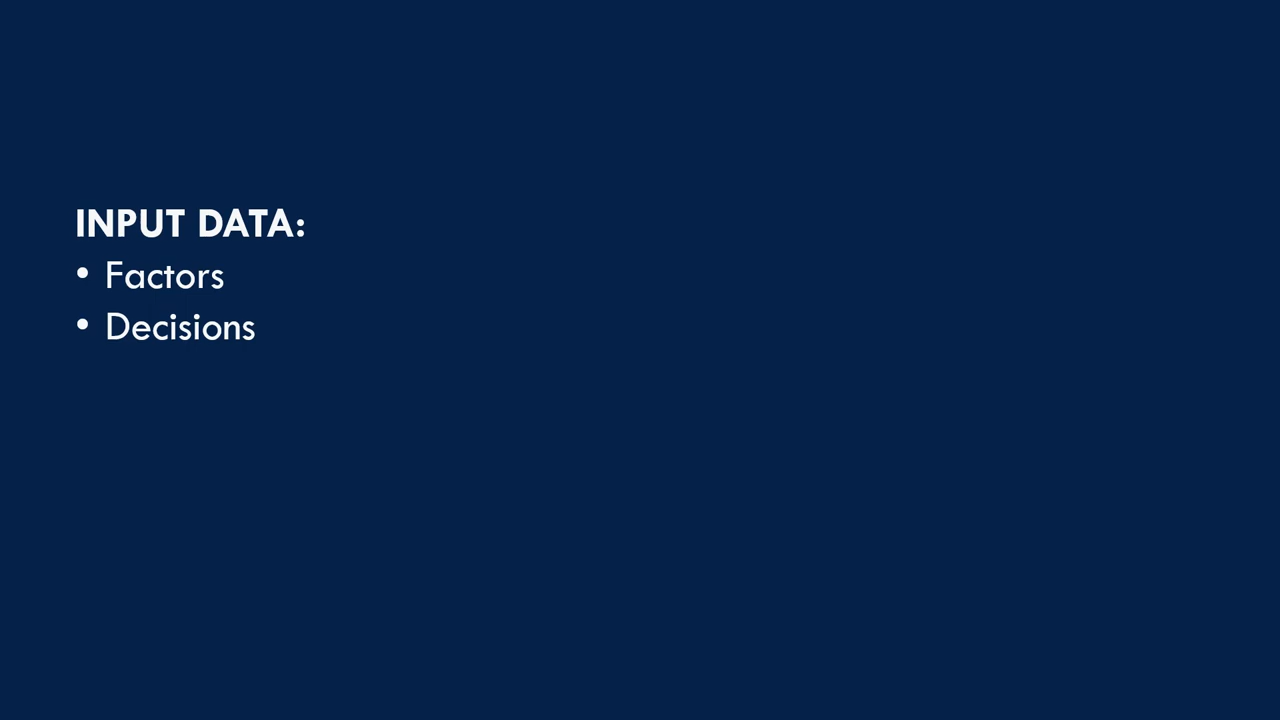 INPUT DATA:
• Factors
• Decisions